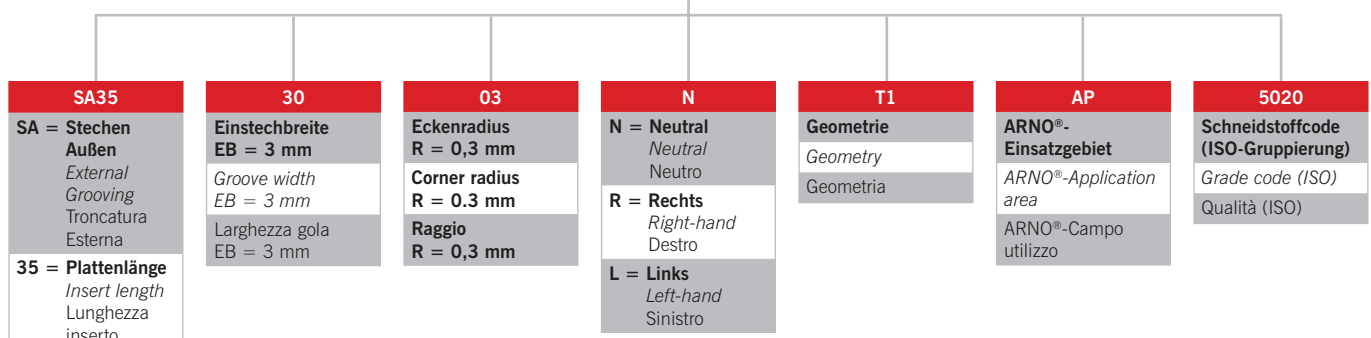 SA35
SA = Stechen
Außen
External
Grooving
Troncatura
Esterna
35 = Plattenlänge
Insert length
Lunghezza
inserto
30
Einstechbreite
EB = 3 mm
Groove width
EB = 3 mm
Larghezza gola
EB = 3 mm
03
Eckenradius
R = 0,3 mm
Corner radius
R = 0.3 mm
Raggio
R = 0,3 mm
N
N = Neutral
Neutral
Neutro
R = Rechts
Right-hand
Destro
L = Links
Left-hand
Sinistro
T1
Geometrie
Geometry
Geometria
AP
ARNO®-
Einsatzgebiet
ARNO®-Application
area
ARNO®-Campo
utilizzo
5020
Schneidstoffcode
(ISO-Gruppierung)
Grade code (ISO)
Qualità (ISO)